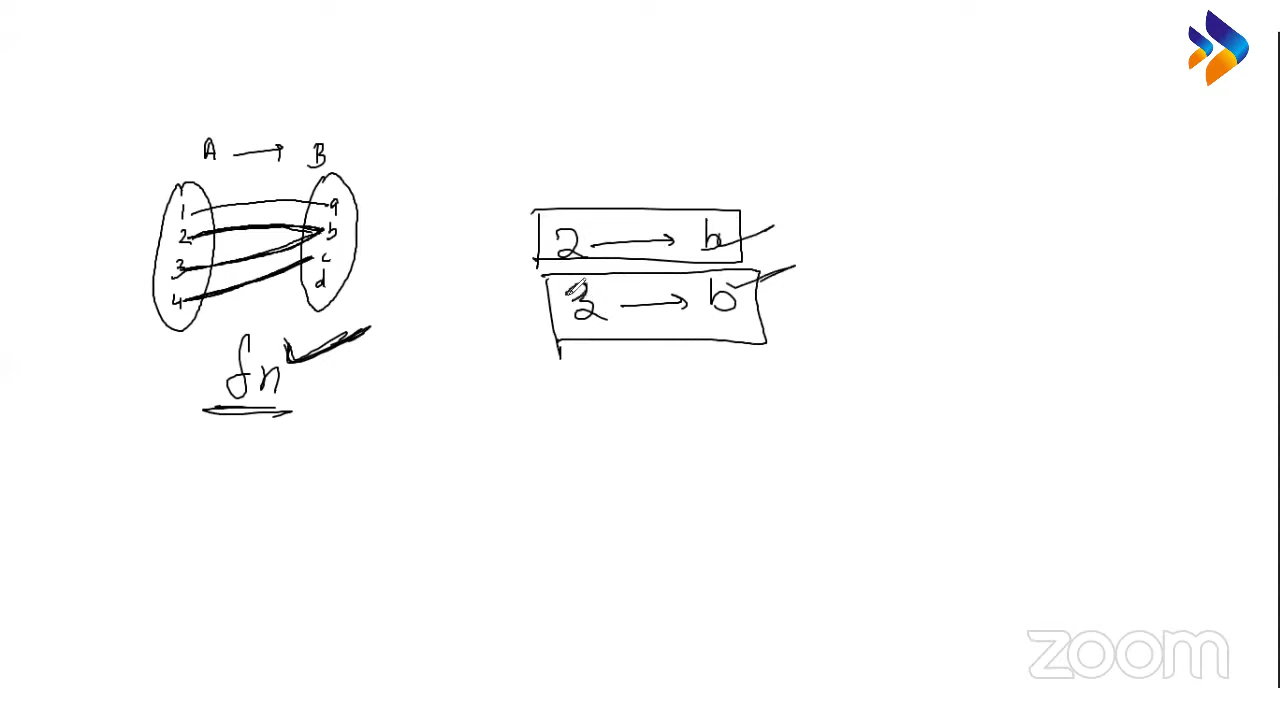 A → B
1 a
2 b
3 c
4 d
fn
2 → b
3 → b
zoom